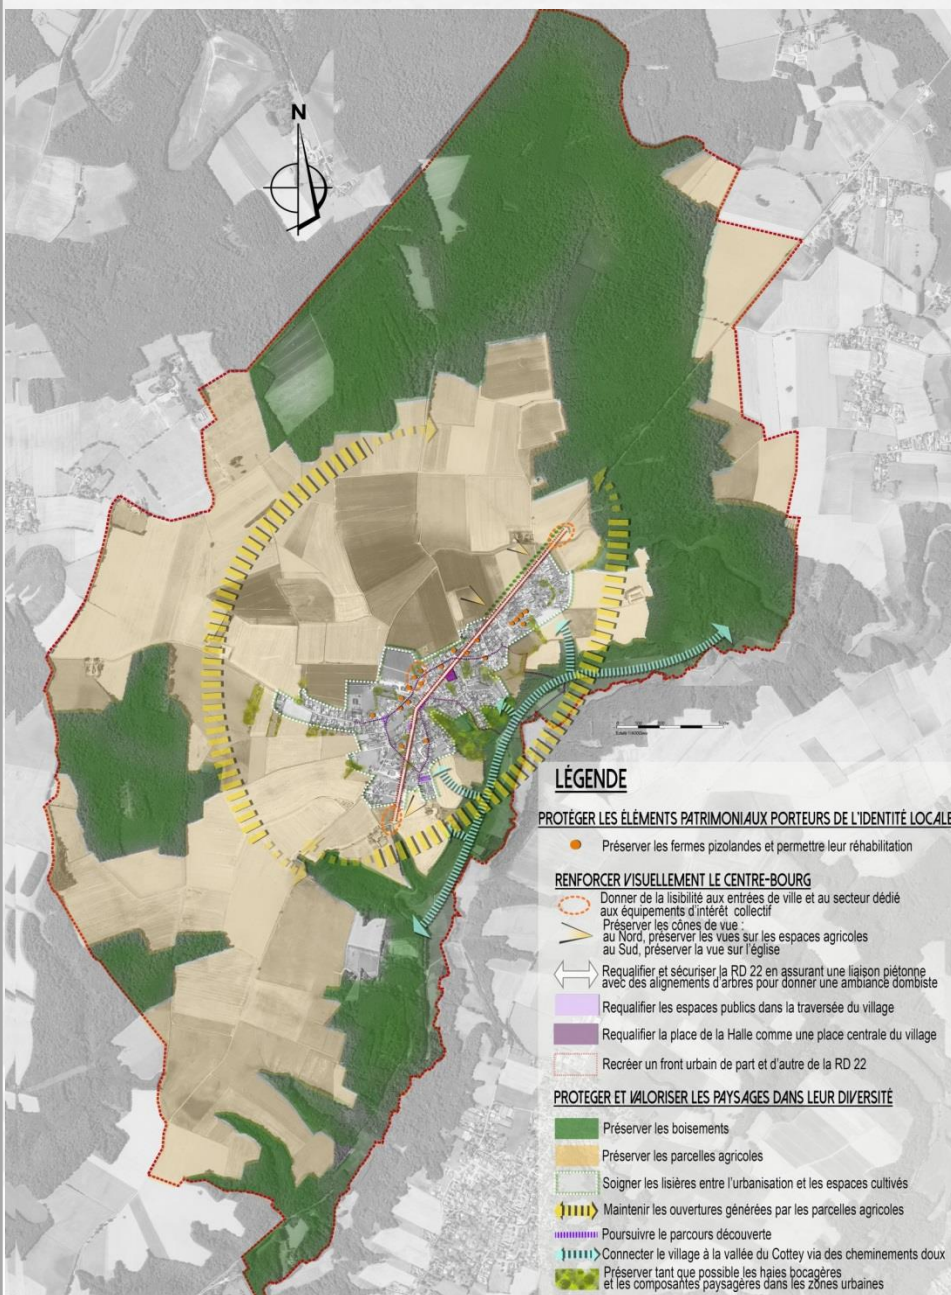 N
LÉGENDE
PROTÉGER LES ÉLÉMENTS PATRIMONIAUX PORTEURS DE L'IDENTITÉ LOCALE
Préserver les fermes pizolandes et permettre leur réhabilitation
RENFORCER VISUELLEMENT LE CENTRE-BOURG
Donner de la lisibilité aux entrées de ville et au secteur dédié
aux équipements d'intérêt collectif
Préserver les cônes de vue :
au Nord, préserver les vues sur les espaces agricoles
au Sud, préserver la vue sur l'église
Requalifier et sécuriser la RD 22 en assurant une liaison piétonne
avec des alignements d'arbres pour donner une ambiance dombiste
Requalifier les espaces publics dans la traversée du village
Requalifier la place de la Halle comme une place centrale du village
Recréer un front urbain de part et d'autre de la RD 22
PROTEGER ET VALORISER LES PAYSAGES DANS LEUR DIVERSITÉ
Préserver les boisements
Préserver les parcelles agricoles
Soigner les lisières entre l'urbanisation et les espaces cultivés
Maintenir les ouvertures générées par les parcelles agricoles
Poursuivre le parcours découverte
Connecter le village à la vallée du Cottey via des cheminements doux
Préserver tant que possible les haies bocagères
et les composantes paysagères dans les zones urbaines